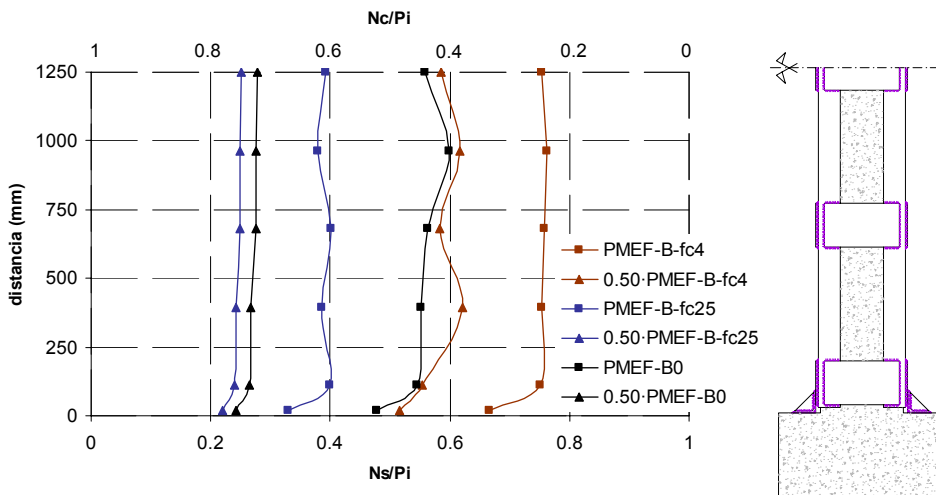 Nc/Pi
1 0.8 0.6 0.4 0.2 0
1250
1000
750
500
250
0
distancia (mm)
PMEF-B-fc4
0.50·PMEF-B-fc4
PMEF-B-fc25
0.50·PMEF-B-fc25
PMEF-B0
0.50·PMEF-B0
0 0.2 0.4 0.6 0.8 1
Ns/Pi